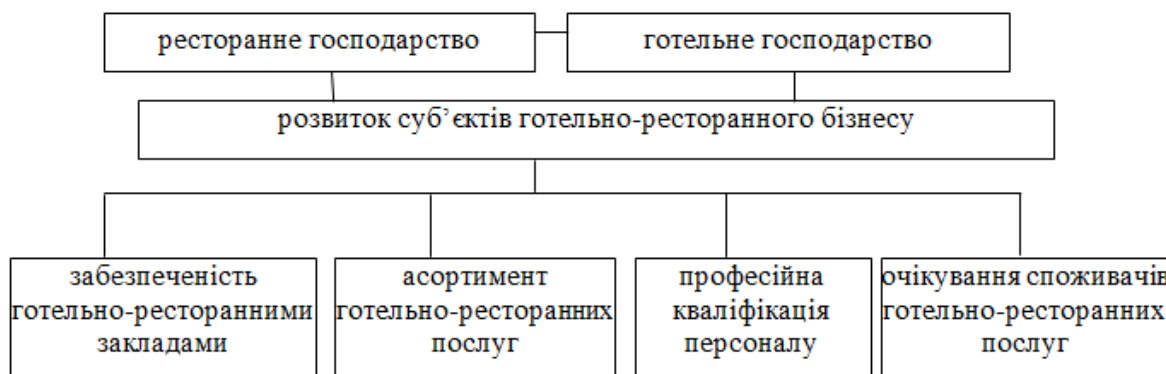 ресторанне господарство
готельне господарство
розвиток суб’єктів готельно-ресторанного бізнесу
забезпеченість
готельно-ресторанними
закладами
асортимент
готельно-ресторанних
послуг
професійна
кваліфікація
персоналу
очікування споживачів
готельно-ресторанних
послуг